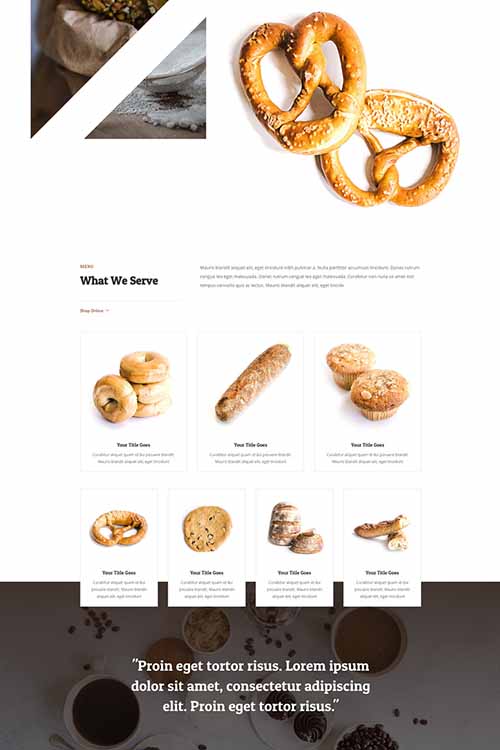 MENU
What We Serve
Mauris blandit aliquet elit, eget tincidunt nibh pulvinar a. Nulla porttitor accumsan tincidunt. Donec rutrum
congue leo eget malesuada. Donec rutrum congue leo eget malesuada. Curabitur non nulla sit amet nisl
tempus convallis quis ac lectus. Mauris blandit aliquet elit, eget tincidunt
Shop Online
Your Title Goes
Curabitur aliquet quam id dui posuere blandit.
Mauris blandit aliquet elit, eget tincidunt
Your Title Goes
Curabitur aliquet quam id dui posuere blandit.
Mauris blandit aliquet elit, eget tincidunt
Your Title Goes
Curabitur aliquet quam id dui posuere blandit.
Mauris blandit aliquet elit, eget tincidunt
Your Title Goes
Curabitur aliquet quam id dui
posuere blandit. Mauris blandit
aliquet elit, eget tincidunt
Your Title Goes
Curabitur aliquet quam id dui
posuere blandit. Mauris blandit
aliquet elit, eget tincidunt
Your Title Goes
Curabitur aliquet quam id dui
posuere blandit. Mauris blandit
aliquet elit, eget tincidunt
Your Title Goes
Curabitur aliquet quam id dui
posuere blandit. Mauris blandit
aliquet elit, eget tincidunt
"Proin eget tortor risus. Lorem ipsum
dolor sit amet, consectetur adipiscing
elit. Proin eget tortor risus."